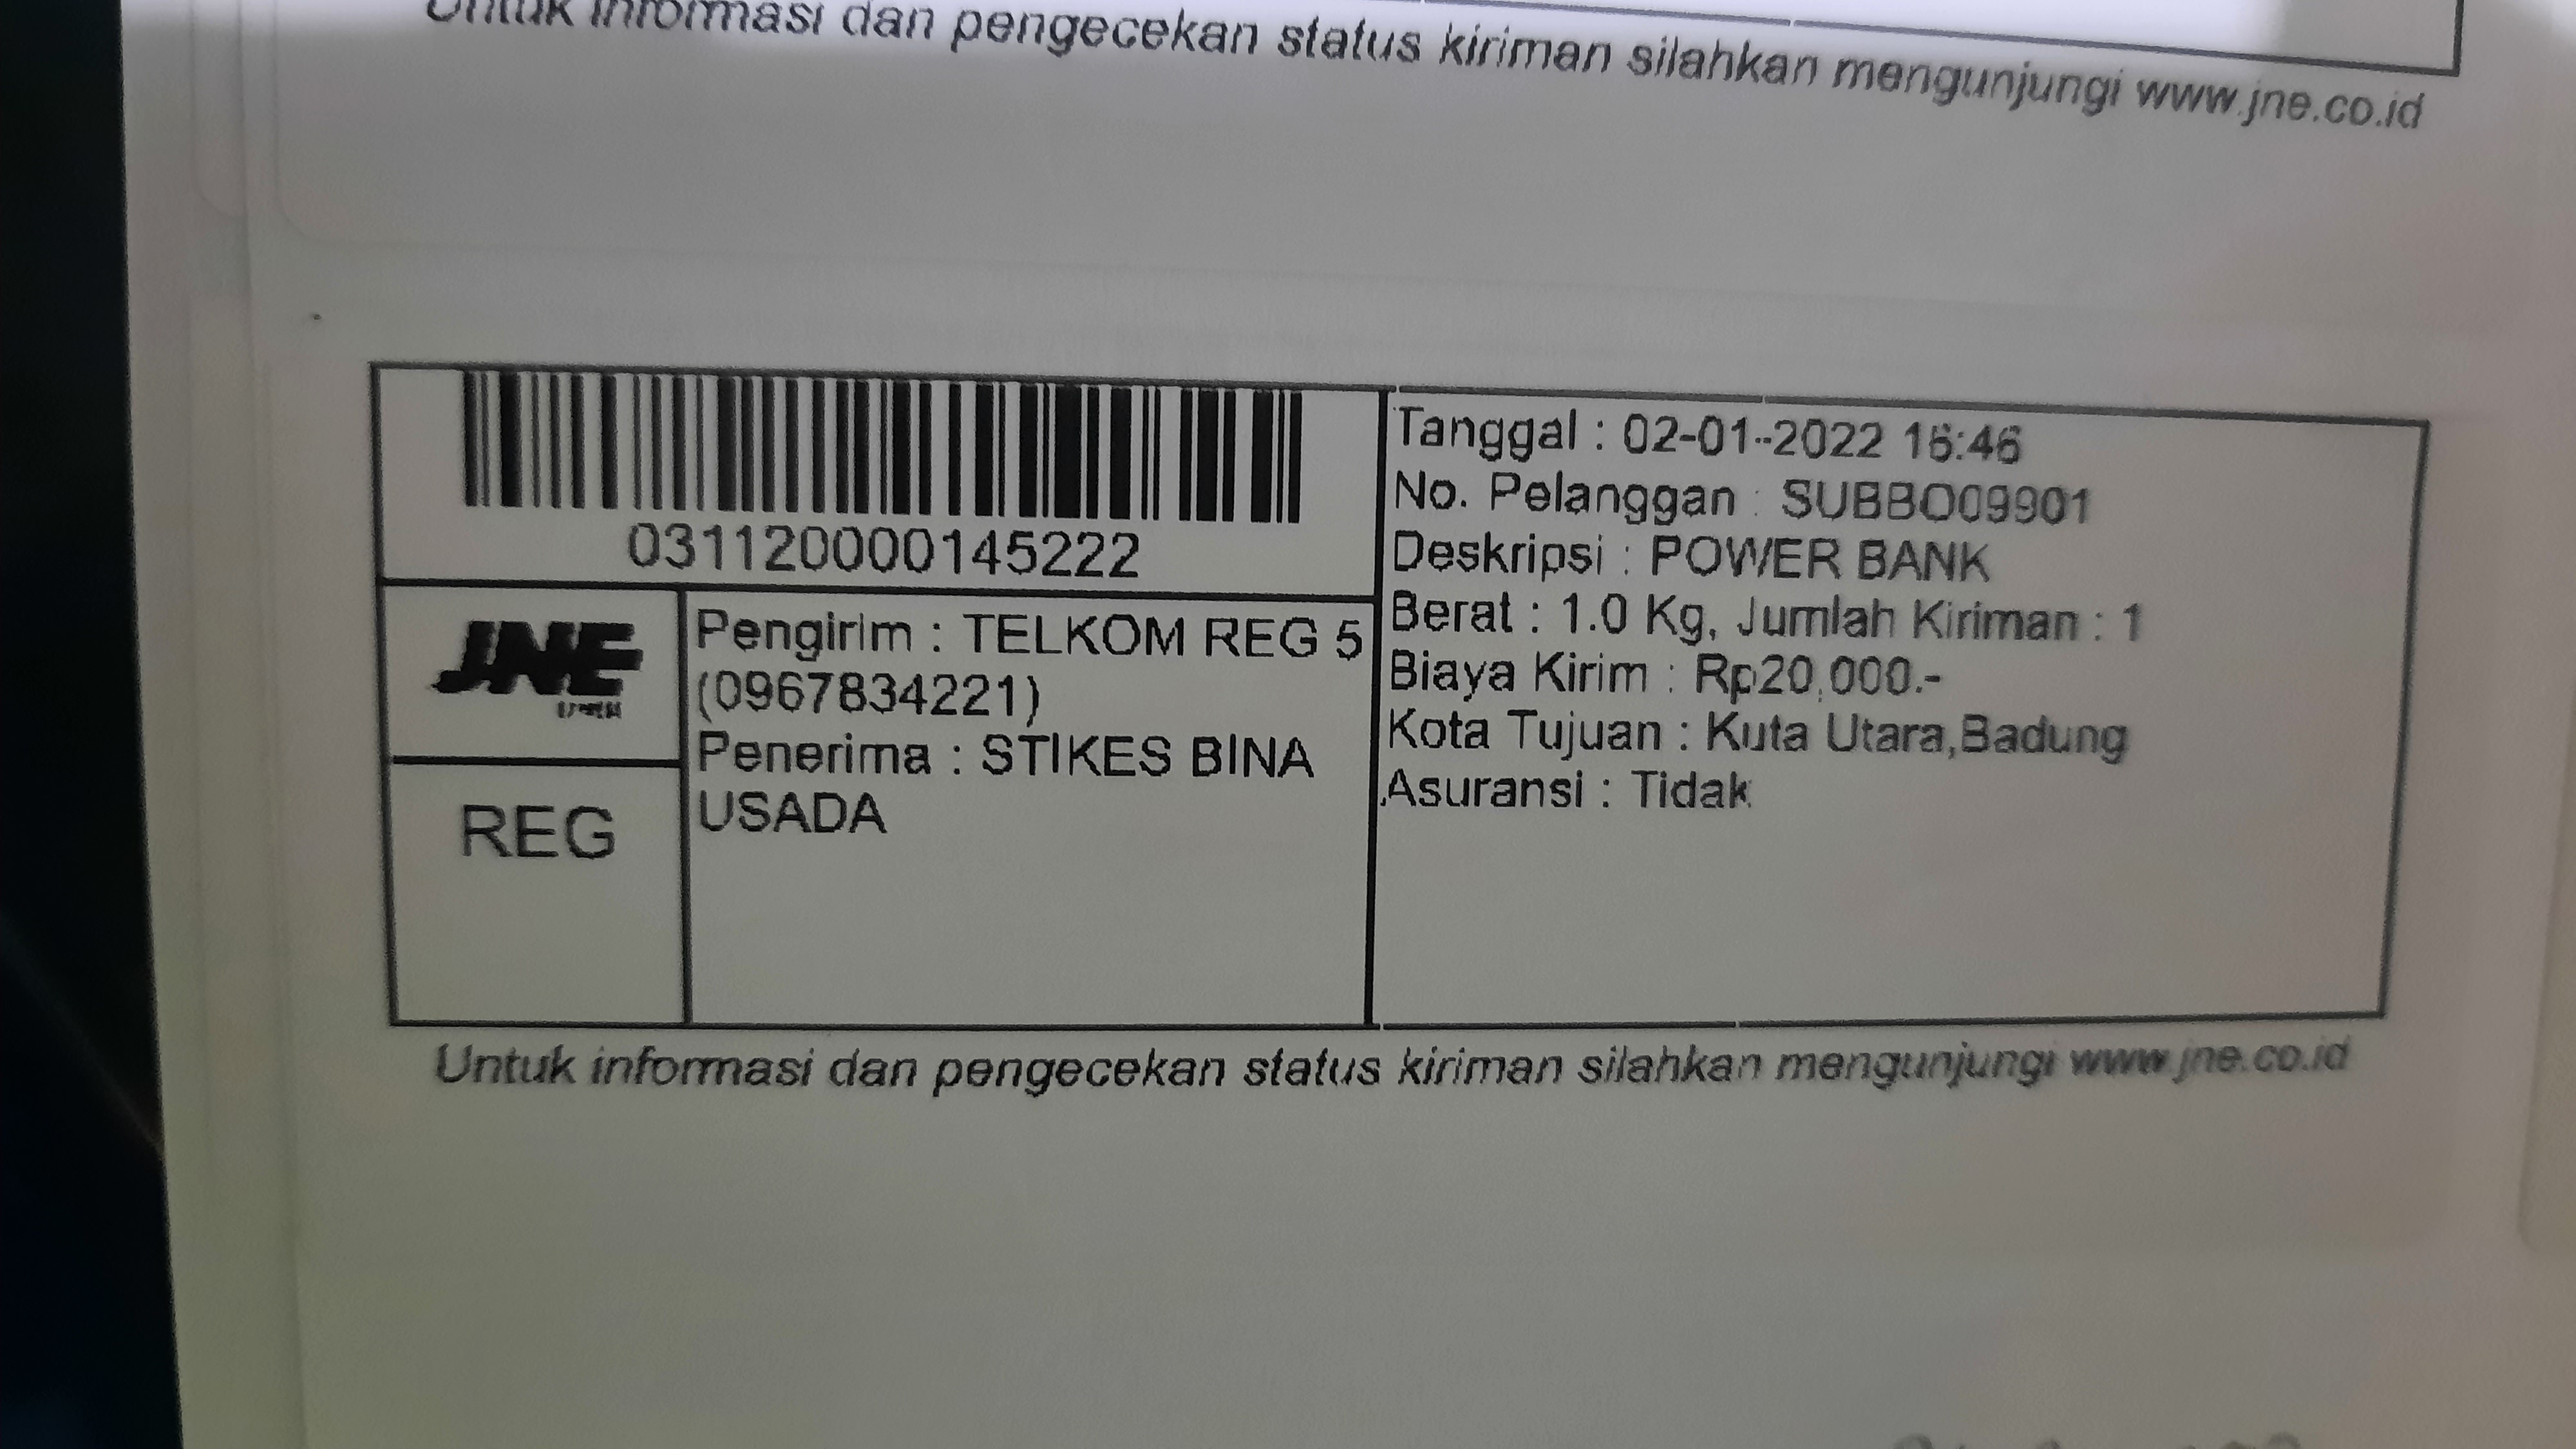 Untuk informasi dan pengecekan status kiriman silahkan mengunjungi www.jne.co.id
031120000145222
JNE
REG
Pengirim : TELKOM REG 5
(0967834221)
Penerima : STIKES BINA
USADA
Tanggal : 02-01-2022 16:46
No. Pelanggan : SUBBO09901
Deskripsi : POWER BANK
Berat : 1.0 Kg, Jumlah Kiriman : 1
Biaya Kirim : Rp20,000.-
Kota Tujuan : Kuta Utara,Badung
Asuransi : Tidak
Untuk informasi dan pengecekan status kiriman silahkan mengunjungi www.jne.co.id